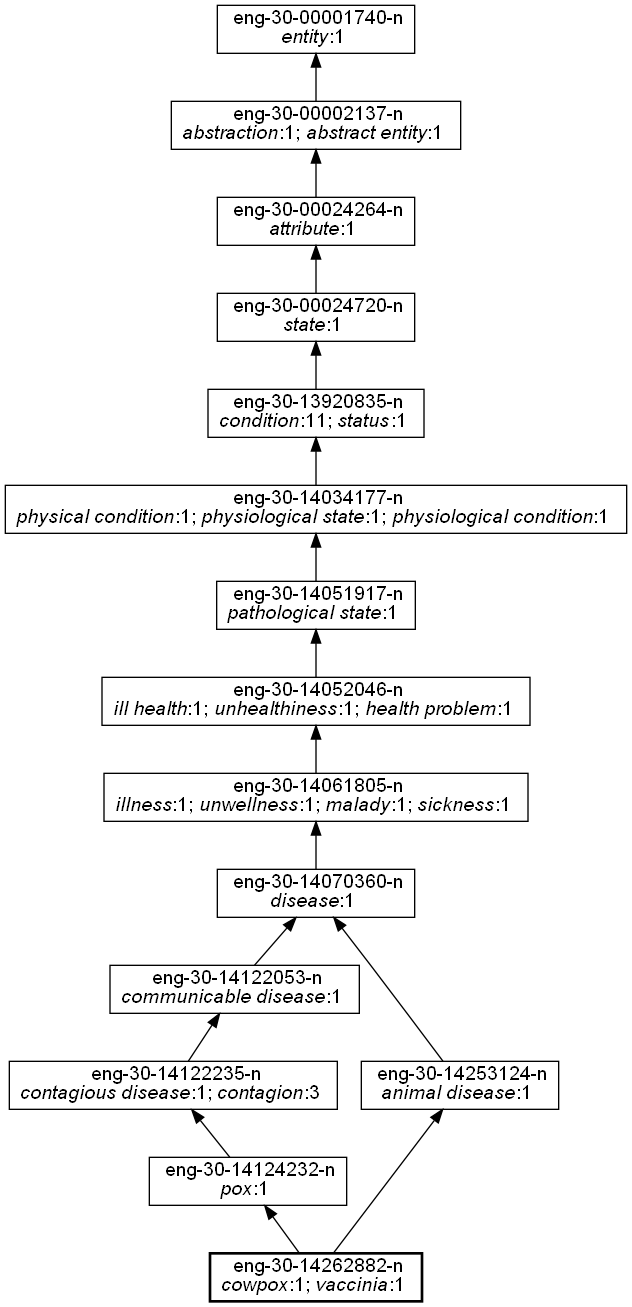 eng-30-00001740-n
entity:1
eng-30-00002137-n
abstraction:1; abstract entity:1
eng-30-00024264-n
attribute:1
eng-30-00024720-n
state:1
eng-30-13920835-n
condition:11; status:1
eng-30-14034177-n
physical condition:1; physiological state:1; physiological condition:1
eng-30-14051917-n
pathological state:1
eng-30-14052046-n
ill health:1; unhealthiness:1; health problem:1
eng-30-14061805-n
illness:1; unwellness:1; malady:1; sickness:1
eng-30-14070360-n
disease:1
eng-30-14122053-n
communicable disease:1
eng-30-14122235-n
contagious disease:1; contagion:3
eng-30-14253124-n
animal disease:1
eng-30-14124232-n
pox:1
eng-30-14262882-n
cowpox:1; vaccinia:1